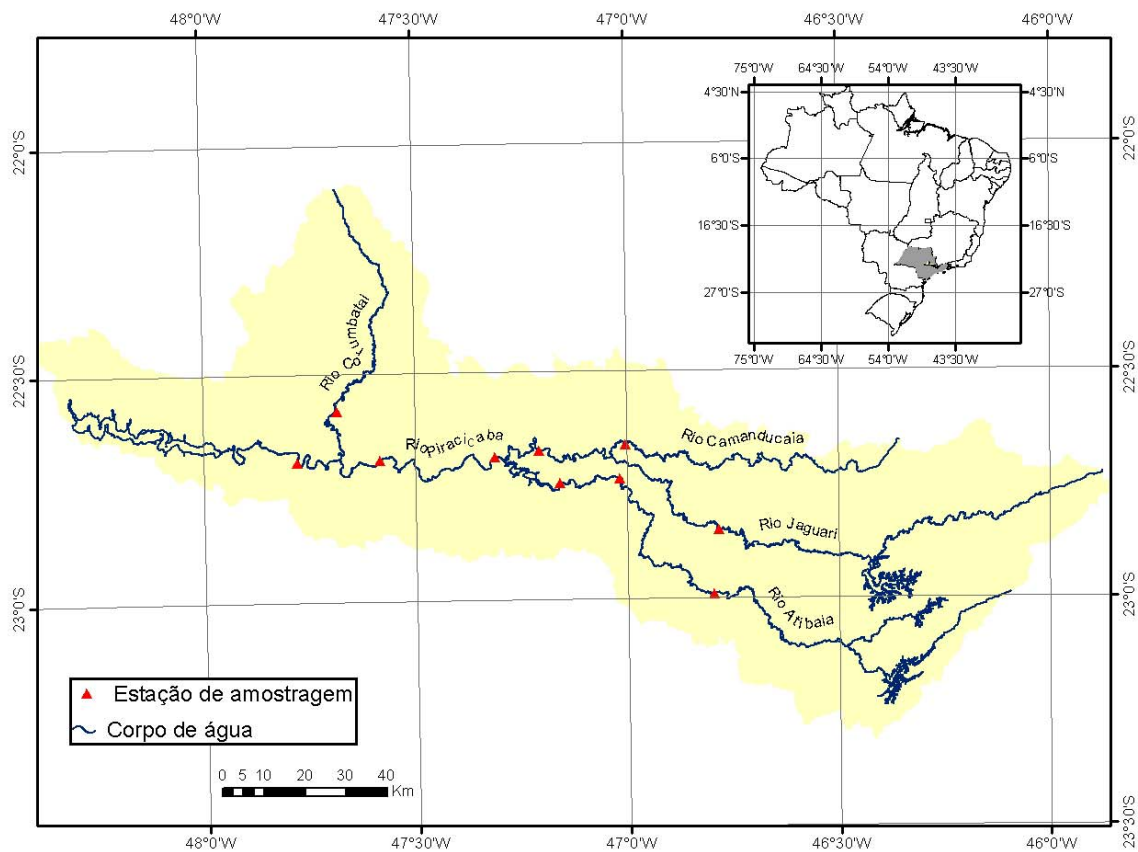 48°0'W 47°30'W 47°0'W 46°30'W 46°0'W
75°0'W 64°30'W 54°0'W 43°30'W
4°30'N 4°30'N
6°0'S 6°0'S
16°30'S 16°30'S
27°0'S 27°0'S
75°0'W 64°30'W 54°0'W 43°30'W
22°0'S 22°0'S
22°30'S 22°30'S
23°0'S 23°0'S
23°30'S
Rio Corumbatai
Rio Piracicaba
Rio Camanducaia
Rio Jaguari
Rio Atibaia
Estação de amostragem
Corpo de água
0 5 10 20 30 40
Km
48°0'W 47°30'W 47°0'W 46°30'W 46°0'W